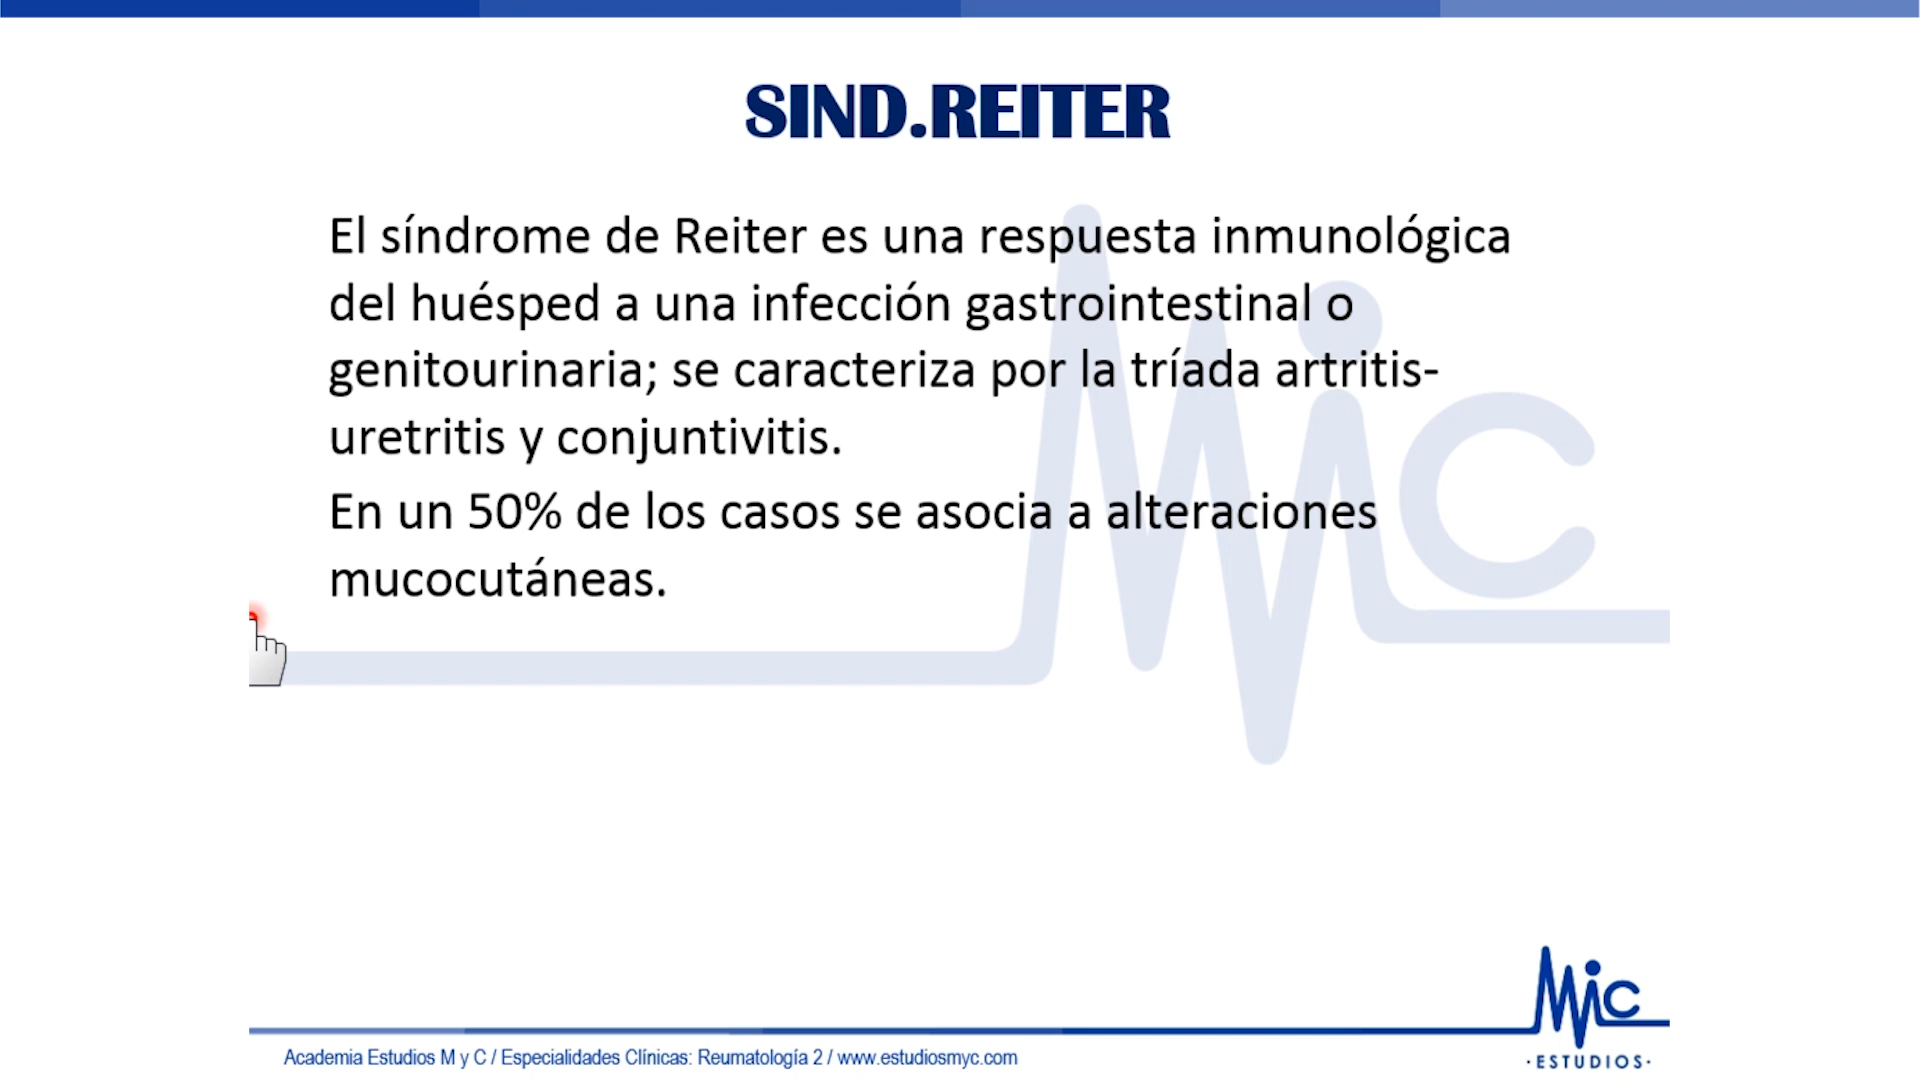 SIND.REITER
El síndrome de Reiter es una respuesta inmunológica
del huésped a una infección gastrointestinal o
genitourinaria; se caracteriza por la tríada artritis-
uretritis y conjuntivitis.
En un 50% de los casos se asocia a alteraciones
mucocutáneas.
MiC
MiC
·ESTUDIOS·
Academia Estudios M y C / Especialidades Clínicas: Reumatología 2 / www.estudiosmyc.com